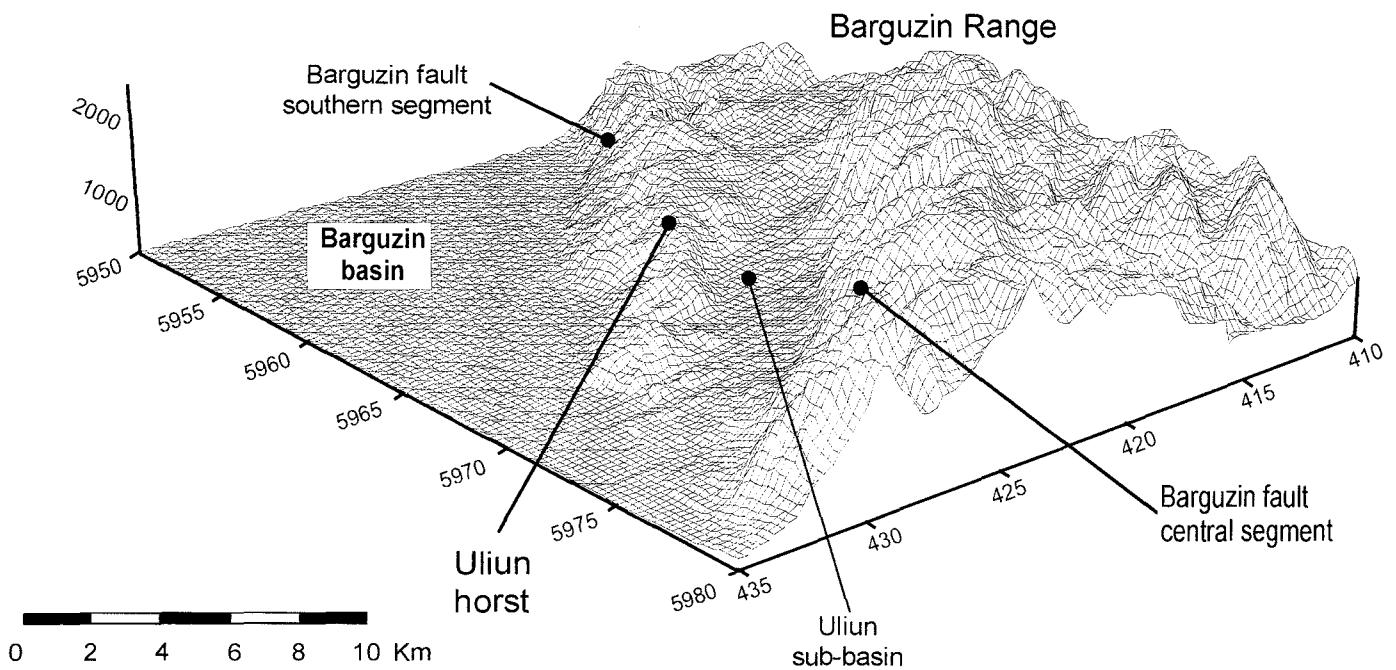 Barguzin Range
Barguzin fault
southern segment
2000
1000
Barguzin
basin
5950
5955
5960
5965
5970
5975
5980
435
430
425
420
415
410
Barguzin fault
central segment
Uliun
horst
Uliun
sub-basin
0 2 4 6 8 10 Km